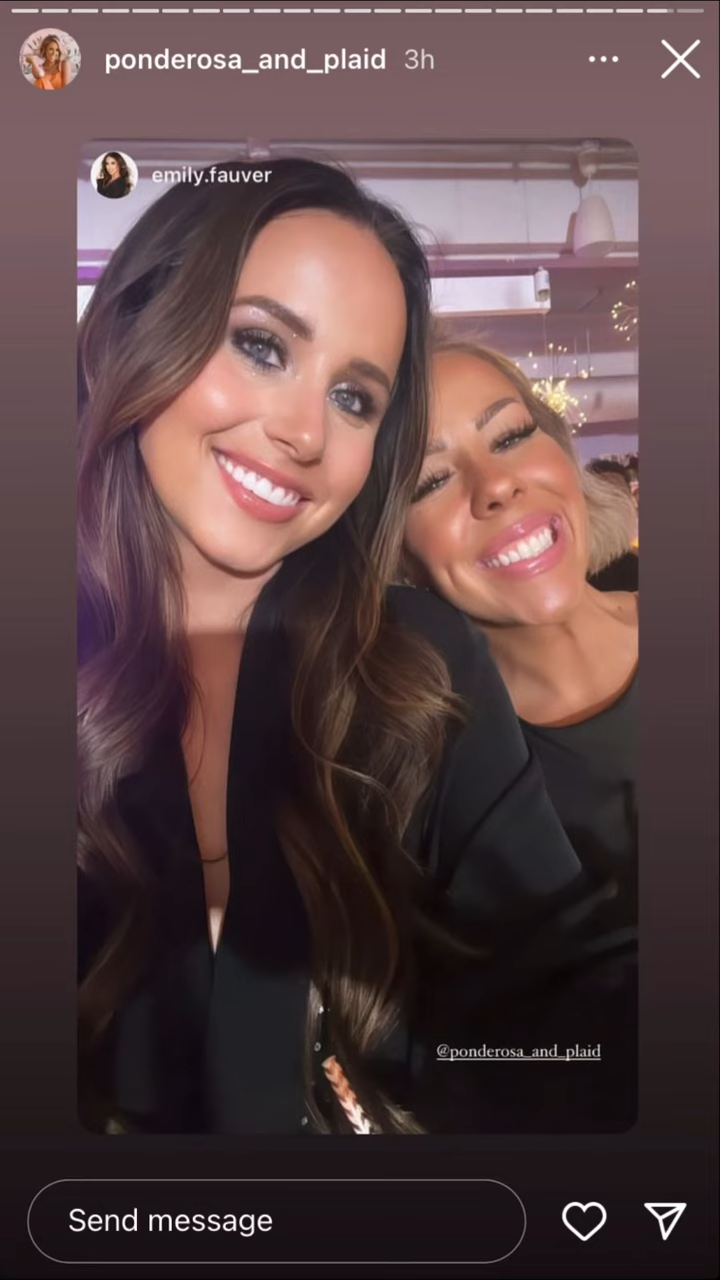 ponderosa_and_plaid 3h
emily.fauver
@ponderosa_and_plaid
Send message